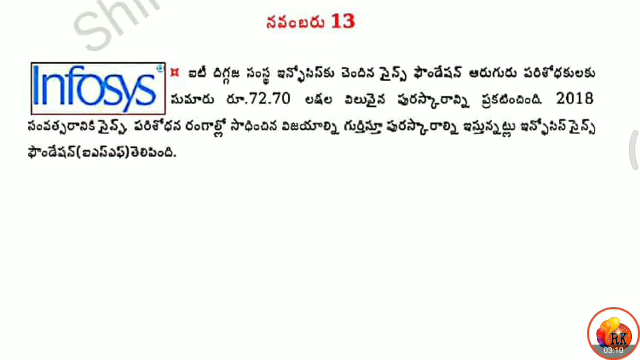 Shin
నవంబరు 13
Infosys ¤ ఐటీ దిగ్గజ సంస్థ ఇన్ఫోసిస్‌కు చెందిన సైన్స్ ఫౌండేషన్ ఆరుగురు పరిశోధకులకు
సుమారు రూ.72.70 లక్షల విలువైన పురస్కారాన్ని ప్రకటించింది. 2018
సంవత్సరానికి సైన్స్, పరిశోధన రంగాల్లో సాధించిన విజయాల్ని గుర్తిస్తూ పురస్కారాల్ని ఇస్తున్నట్లు ఇన్ఫోసిస్ సైన్స్
ఫౌండేషన్(ఐఎస్ఎఫ్)తెలిపింది.
RK
03:10